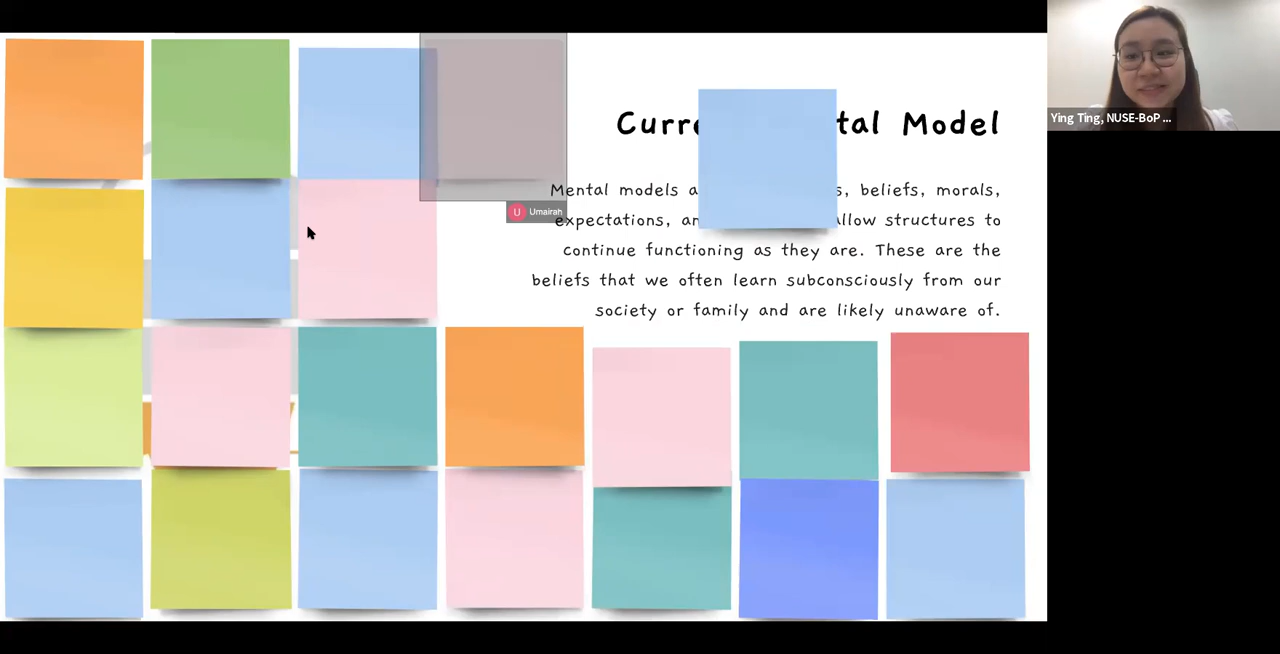 Curre tal Model
Mental models a s, beliefs, morals,
expectations, an allow structures to
continue functioning as they are. These are the
beliefs that we often learn subconsciously from our
society or family and are likely unaware of.
U Umairah
Ying Ting, NUSE-BoP ...